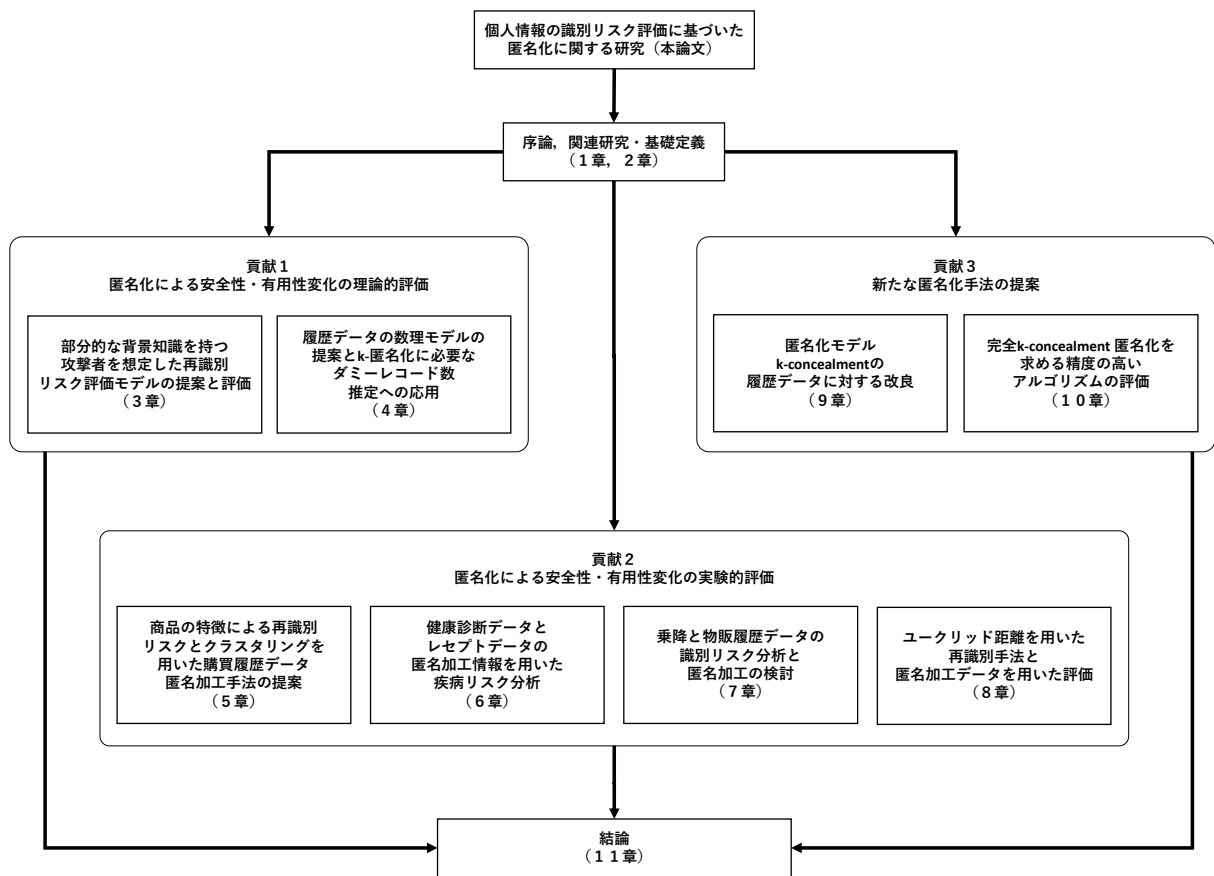 個人情報の識別リスク評価に基づいた
匿名化に関する研究（本論文）
序論，関連研究・基礎定義
（１章，２章）
貢献１
匿名化による安全性・有用性変化の理論的評価
部分的な背景知識を持つ
攻撃者を想定した再識別
リスク評価モデルの提案と評価
（３章）
履歴データの数理モデルの
提案とk-匿名化に必要な
ダミーレコード数
推定への応用
（４章）
貢献３
新たな匿名化手法の提案
匿名化モデル
k-concealmentの
履歴データに対する改良
（９章）
完全k-concealment 匿名化を
求める精度の高い
アルゴリズムの評価
（１０章）
貢献２
匿名化による安全性・有用性変化の実験的評価
商品の特徴による再識別
リスクとクラスタリングを
用いた購買履歴データ
匿名加工手法の提案
（５章）
健康診断データと
レセプトデータの
匿名加工情報を用いた
疾病リスク分析
（６章）
乗降と物販履歴データの
識別リスク分析と
匿名加工の検討
（７章）
ユークリッド距離を用いた
再識別手法と
匿名加工データを用いた評価
（８章）
結論
（１１章）